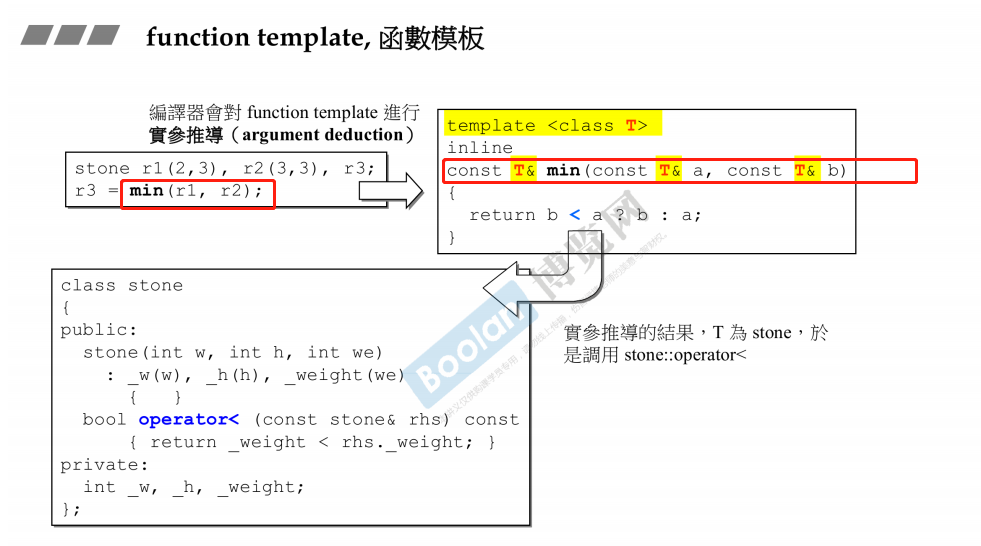 function template, 函數模板
編譯器會對 function template 進行
實參推導（argument deduction）
stone r1(2,3), r2(3,3), r3;
r3 = min(r1, r2);
template <class T>
inline
const T& min(const T& a, const T& b)
{
  return b < a ? b : a;
}
class stone
{
public:
  stone(int w, int h, int we)
    : _w(w), _h(h), _weight(we)
      {   }
  bool operator< (const stone& rhs) const
      { return _weight < rhs._weight; }
private:
  int _w, _h, _weight;
};
實參推導的結果，T 為 stone，於
是調用 stone::operator<
Boolan 博览网